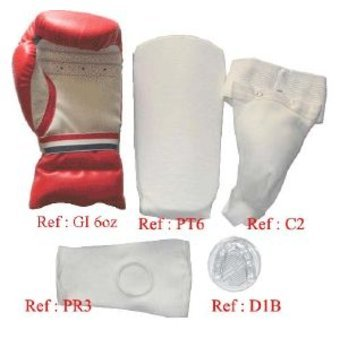 Ref : GI 6oz
Ref : PT6
Ref : C2
Ref : PR3
Ref : D1B